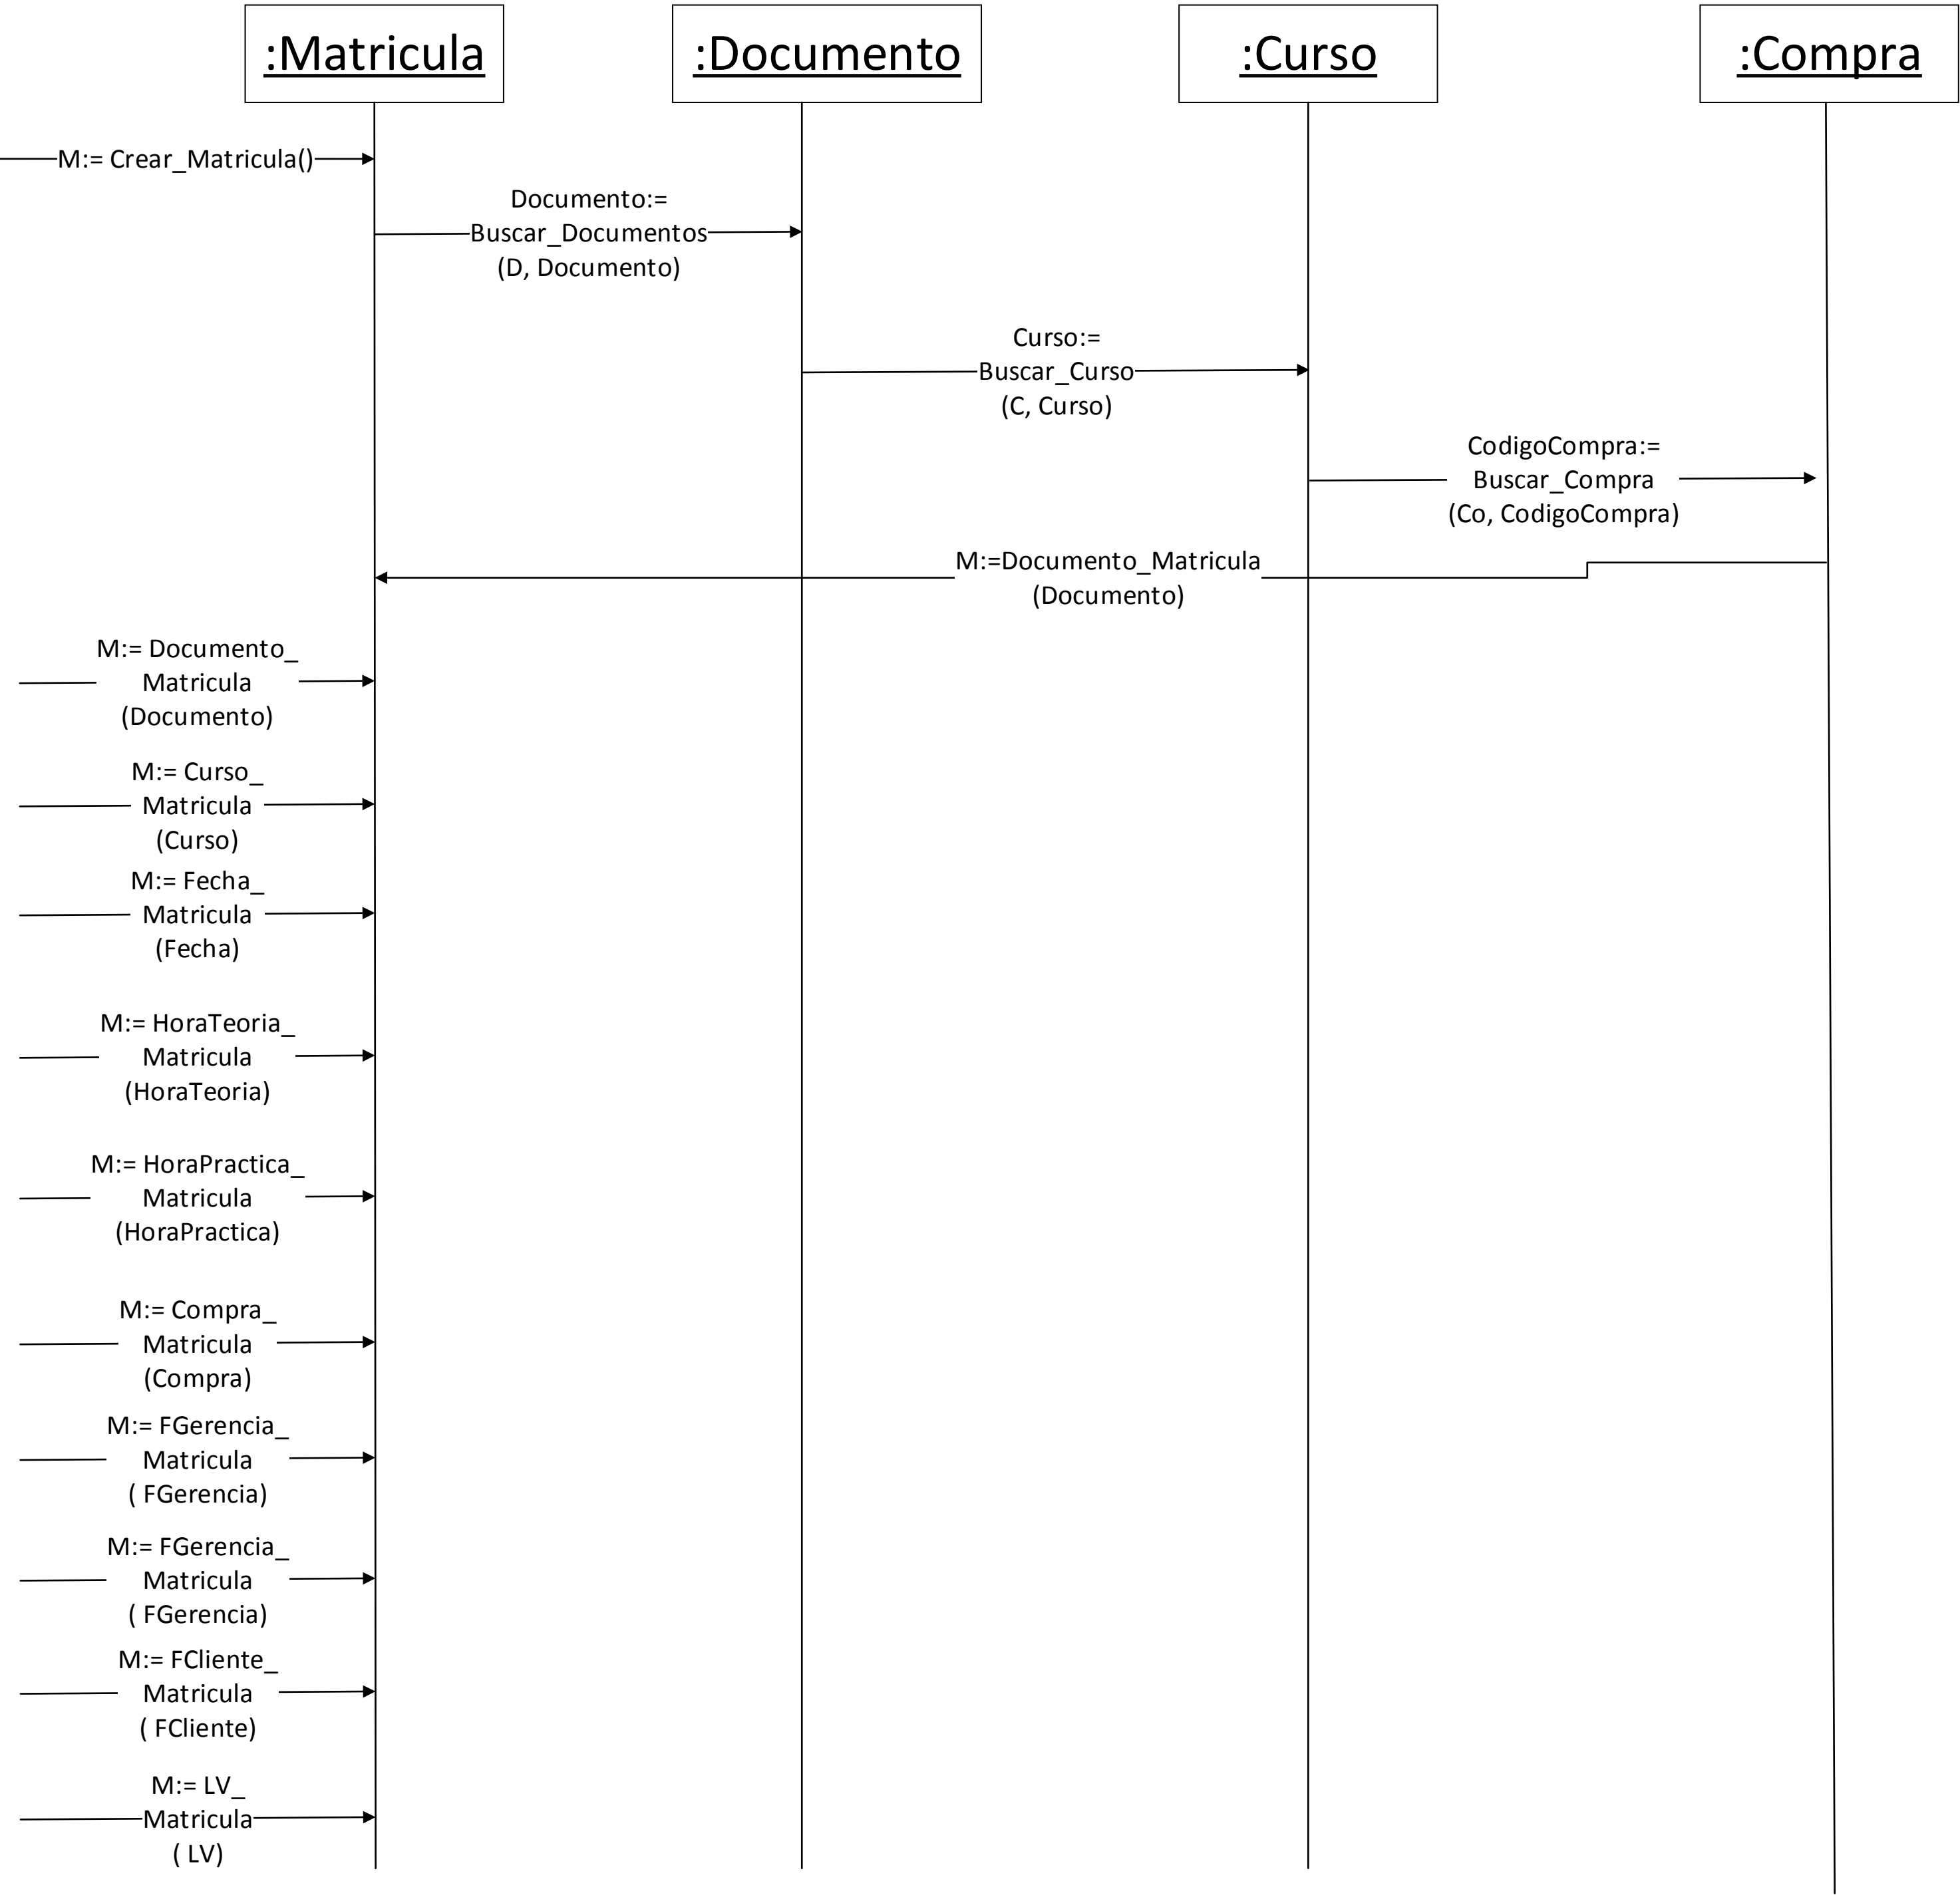 :Matricula
:Documento
:Curso
:Compra
M:= Crear_Matricula()
Documento:=
Buscar_Documentos
(D, Documento)
Curso:=
Buscar_Curso
(C, Curso)
CodigoCompra:=
Buscar_Compra
(Co, CodigoCompra)
M:=Documento_Matricula
(Documento)
M:= Documento_
Matricula
(Documento)
M:= Curso_
Matricula
(Curso)
M:= Fecha_
Matricula
(Fecha)
M:= HoraTeoria_
Matricula
(HoraTeoria)
M:= HoraPractica_
Matricula
(HoraPractica)
M:= Compra_
Matricula
(Compra)
M:= FGerencia_
Matricula
( FGerencia)
M:= FGerencia_
Matricula
( FGerencia)
M:= FCliente_
Matricula
( FCliente)
M:= LV_
Matricula
( LV)